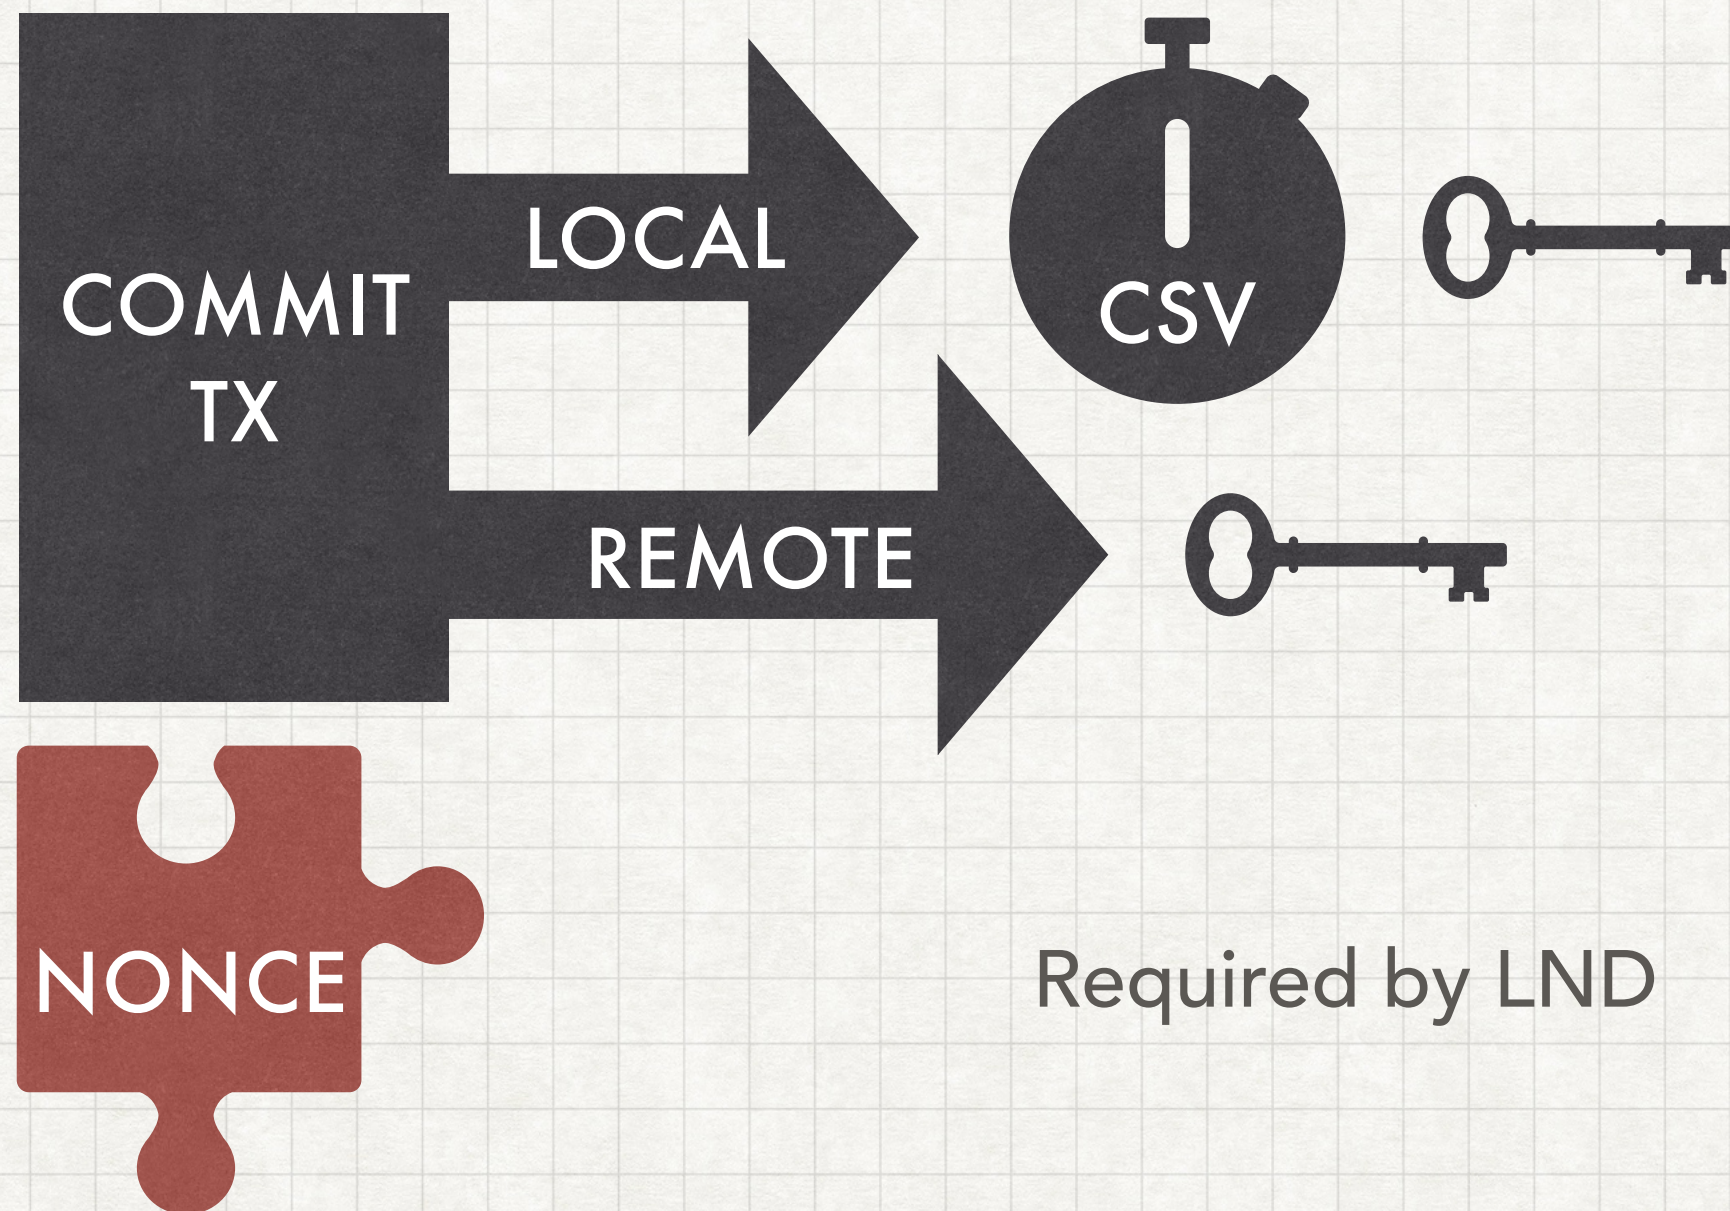 COMMIT
TX
LOCAL
CSV
REMOTE
NONCE
Required by LND